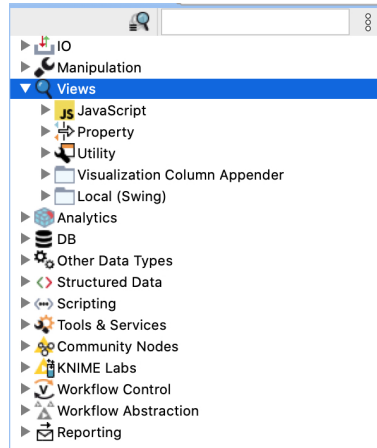 IO
Manipulation
Views
JS JavaScript
Property
Utility
Visualization Column Appender
Local (Swing)
Analytics
DB
Other Data Types
Structured Data
Scripting
Tools & Services
Community Nodes
KNIME Labs
Workflow Control
Workflow Abstraction
Reporting